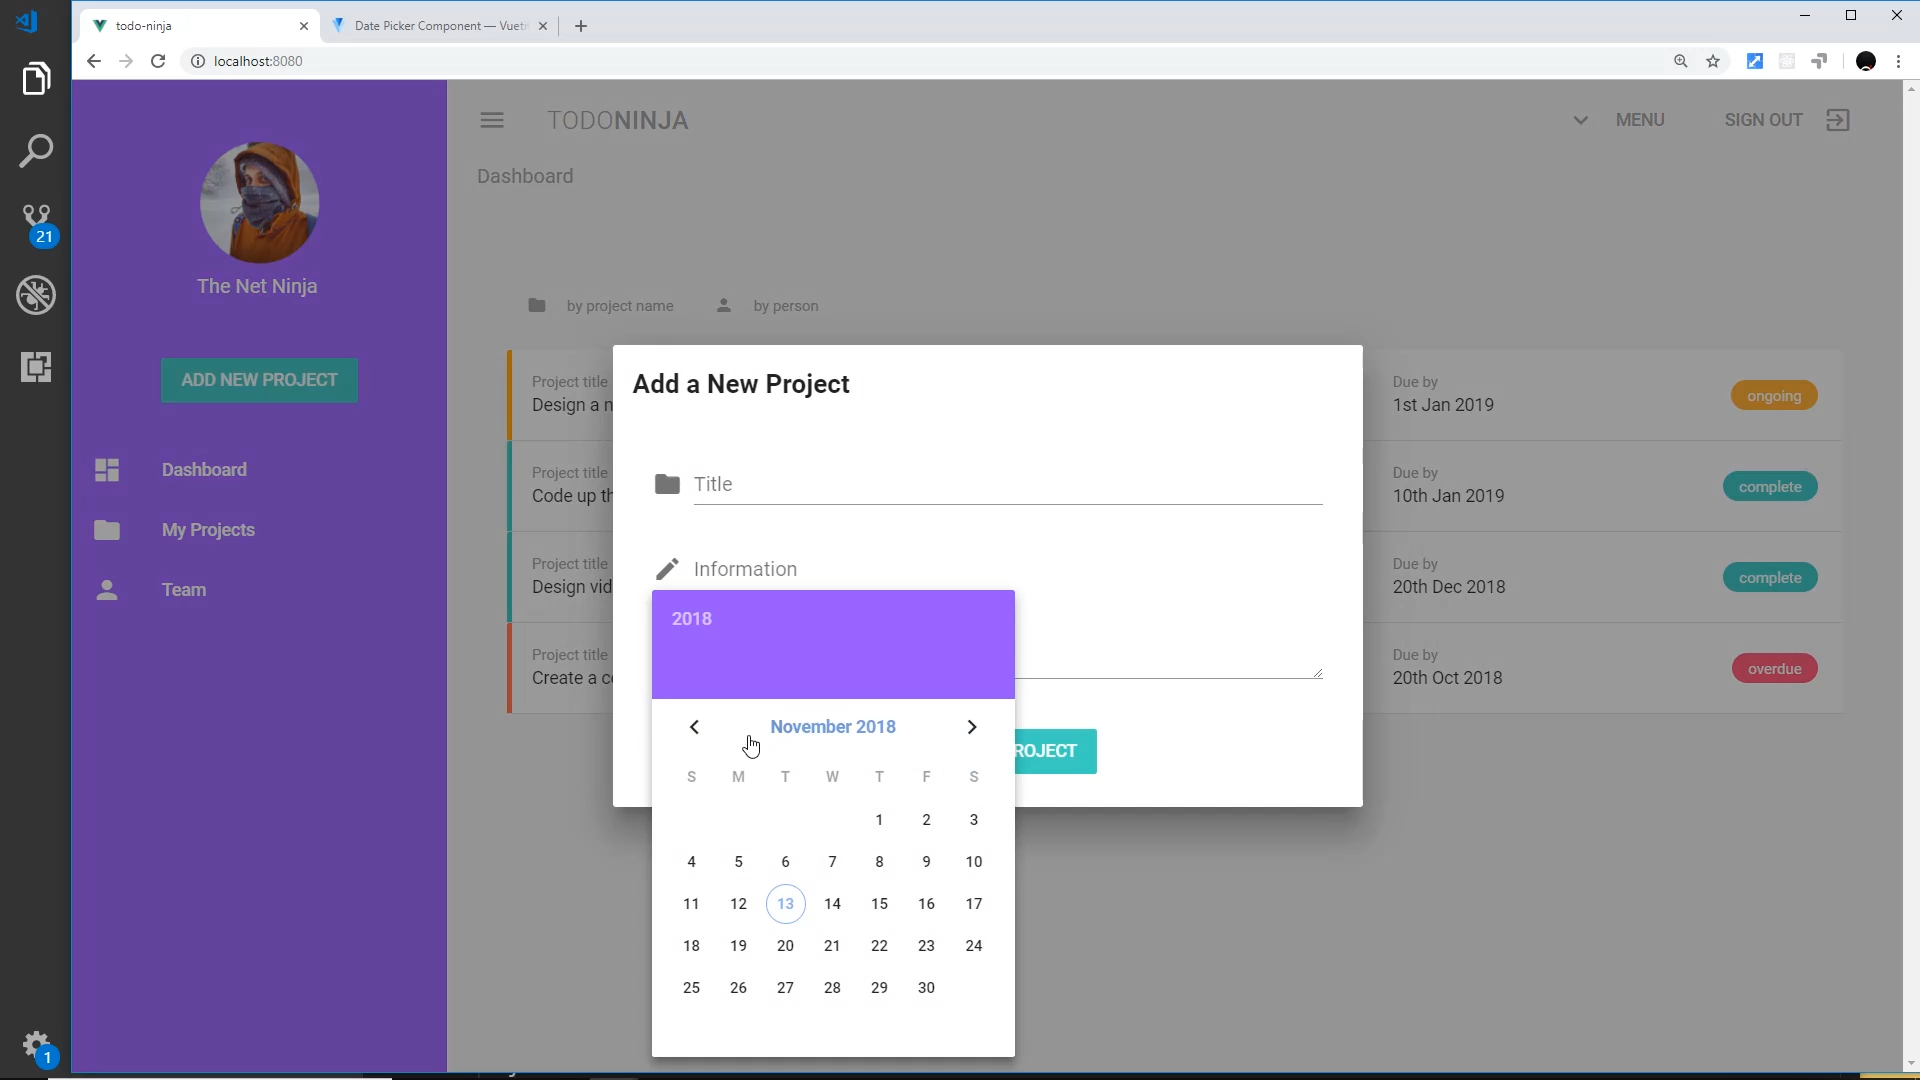 todo-ninja
Date Picker Component — Vueti
localhost:8080
TODONINJA
MENU
SIGN OUT
Dashboard
21
The Net Ninja
by project name
by person
ADD NEW PROJECT
Add a New Project
Project title
Design a n
Due by
1st Jan 2019
ongoing
Dashboard
Project title
Code up th
Title
Due by
10th Jan 2019
complete
My Projects
Team
Project title
Design vid
Information
Due by
20th Dec 2018
complete
2018
Project title
Create a co
Due by
20th Oct 2018
overdue
November 2018
ROJECT
S M T W T F S
1 2 3
4 5 6 7 8 9 10
11 12 13 14 15 16 17
18 19 20 21 22 23 24
25 26 27 28 29 30
1